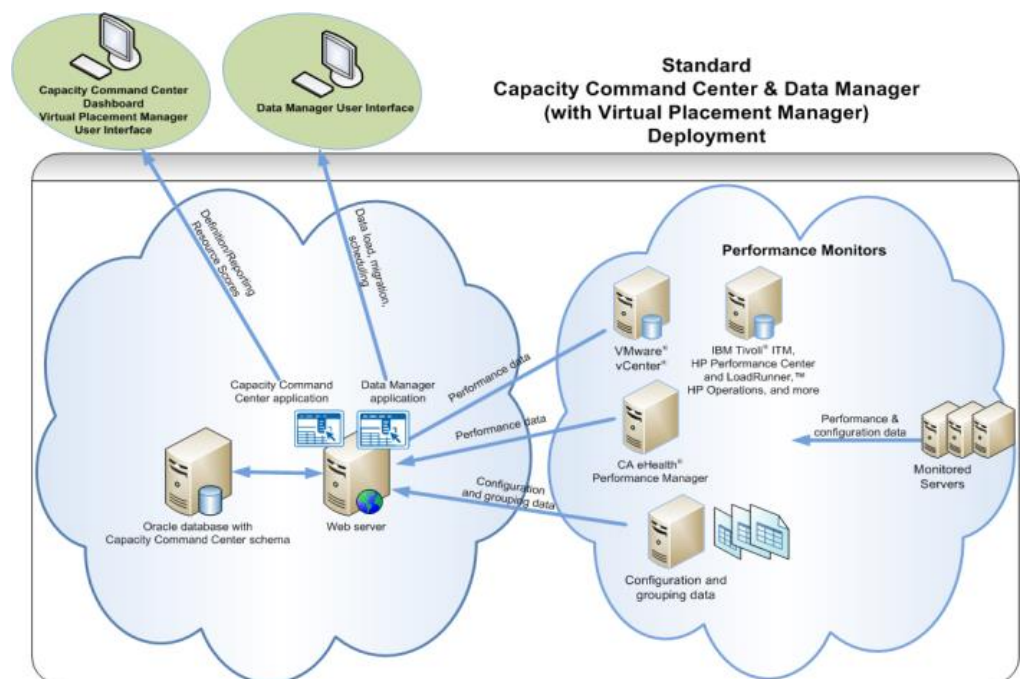 Standard
Capacity Command Center & Data Manager
(with Virtual Placement Manager)
Deployment
Capacity Command Center
Dashboard
Virtual Placement Manager
User Interface
Data Manager User Interface
Definition/Reporting
Resource Scores
Data load, migration,
scheduling
Performance Monitors
VMware®
vCenter®
IBM Tivoli® ITM,
HP Performance Center
and LoadRunner,™
HP Operations, and more
Capacity Command
Center application
Data Manager
application
Performance data
Performance data
CA eHealth®
Performance Manager
Performance &
configuration data
Monitored
Servers
Configuration
and grouping data
Oracle database with
Capacity Command Center schema
Web server
Configuration and
grouping data